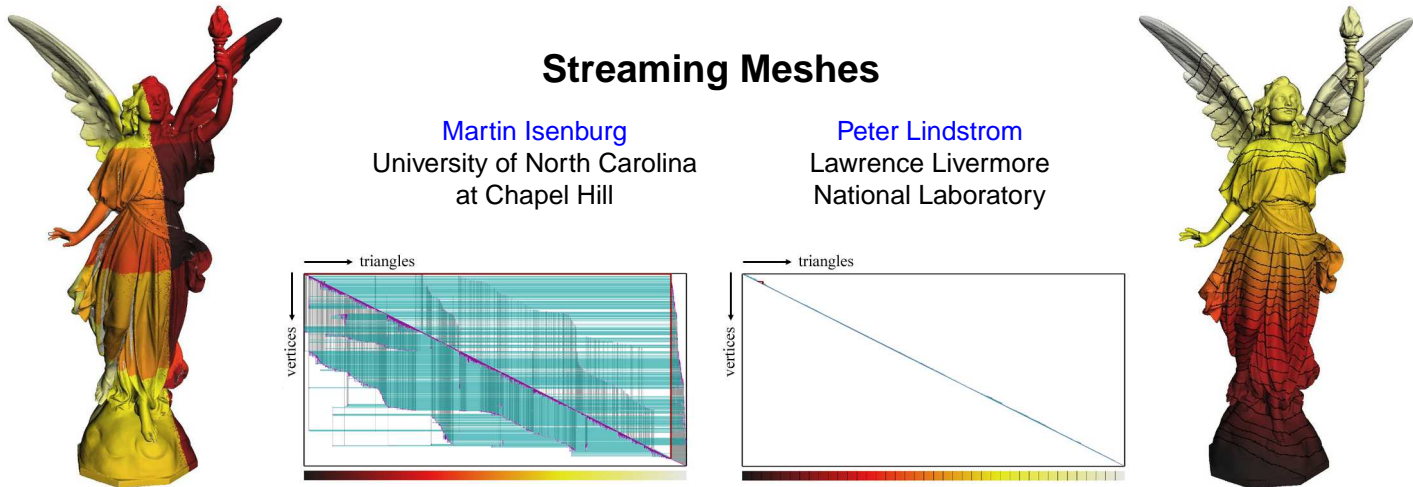 Streaming Meshes
Martin Isenburg
University of North Carolina
at Chapel Hill
Peter Lindstrom
Lawrence Livermore
National Laboratory
triangles
vertices
triangles
vertices